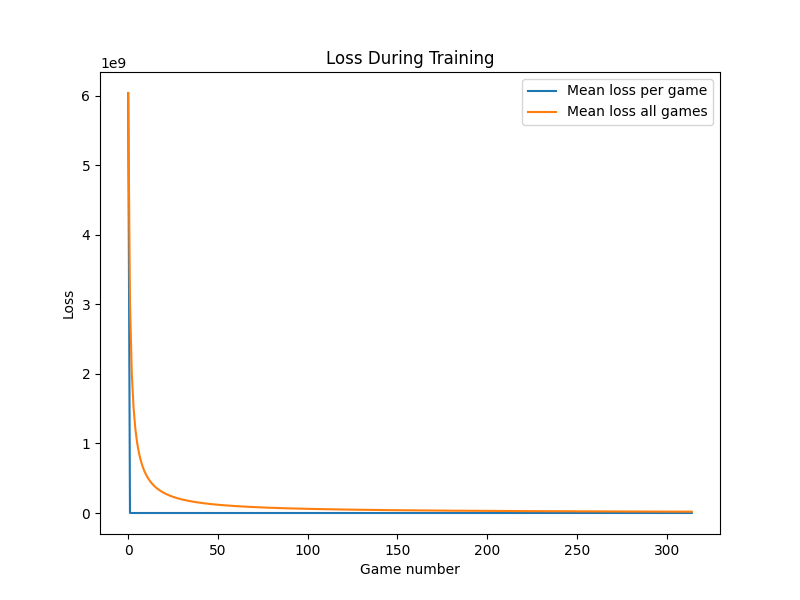 Loss During Training
1e9
Mean loss per game
Mean loss all games
6
5
4
3
2
1
0
Loss
0 50 100 150 200 250 300
Game number